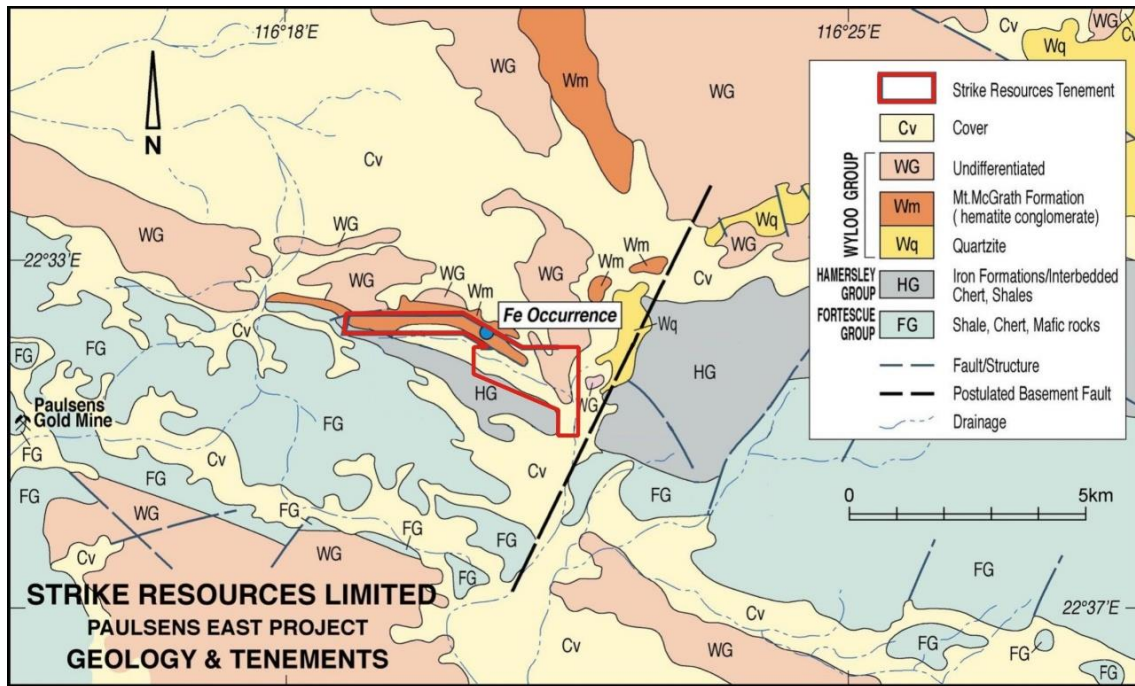 116°18'E
116°25'E
WG
Cv
Wq
WG
Cv
WG
Wm
WG
N
Cv
WG
WG
Wq
WG
Wm
Wm
22°33'E
WG
WG
Wm
WG
Cv
Cv
Fe Occurrence
Wq
FG
FG
HG
HG
WG
Paulsens
Gold Mine
FG
FG
Cv
Cv
FG
FG
FG
FG
FG
WG
FG
Cv
WG
FG
FG
22°37'E
Cv
Cv
WG
FG
FG
FG
STRIKE RESOURCES LIMITED
PAULSENS EAST PROJECT
GEOLOGY & TENEMENTS
Strike Resources Tenement
Cv Cover
WYLOO GROUP
WG Undifferentiated
Wm Mt.McGrath Formation
( hematite conglomerate)
Wq Quartzite
HAMERSLEY
GROUP
HG Iron Formations/Interbedded
Chert, Shales
FORTESCUE
GROUP
FG Shale, Chert, Mafic rocks
Fault/Structure
Postulated Basement Fault
Drainage
0 5km